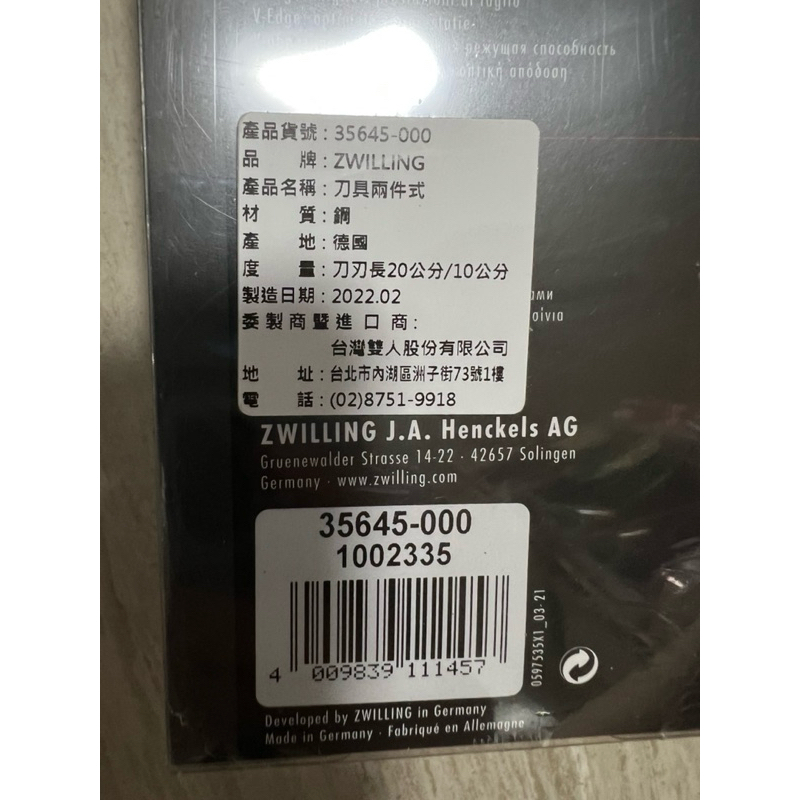 V-Edge:
режущая способность
απόδοση
產品貨號：35645-000
品　　牌：ZWILLING
產品名稱：刀具兩件式
材　　質：鋼
產　　地：德國
度　　量：刀刃長20公分/10公分
製造日期：2022.02
委製商暨進口商：
台灣雙人股份有限公司
地　　址：台北市內湖區洲子街73號1樓
電　　話：(02)8751-9918
ZWILLING J.A. Henckels AG
Gruenewalder Strasse 14-22 · 42657 Solingen
Germany · www.zwilling.com
35645-000
1002335
4 009839 111457
0597535X1_03-21
Developed by ZWILLING in Germany
Made in Germany · Fabriqué en Allemagne